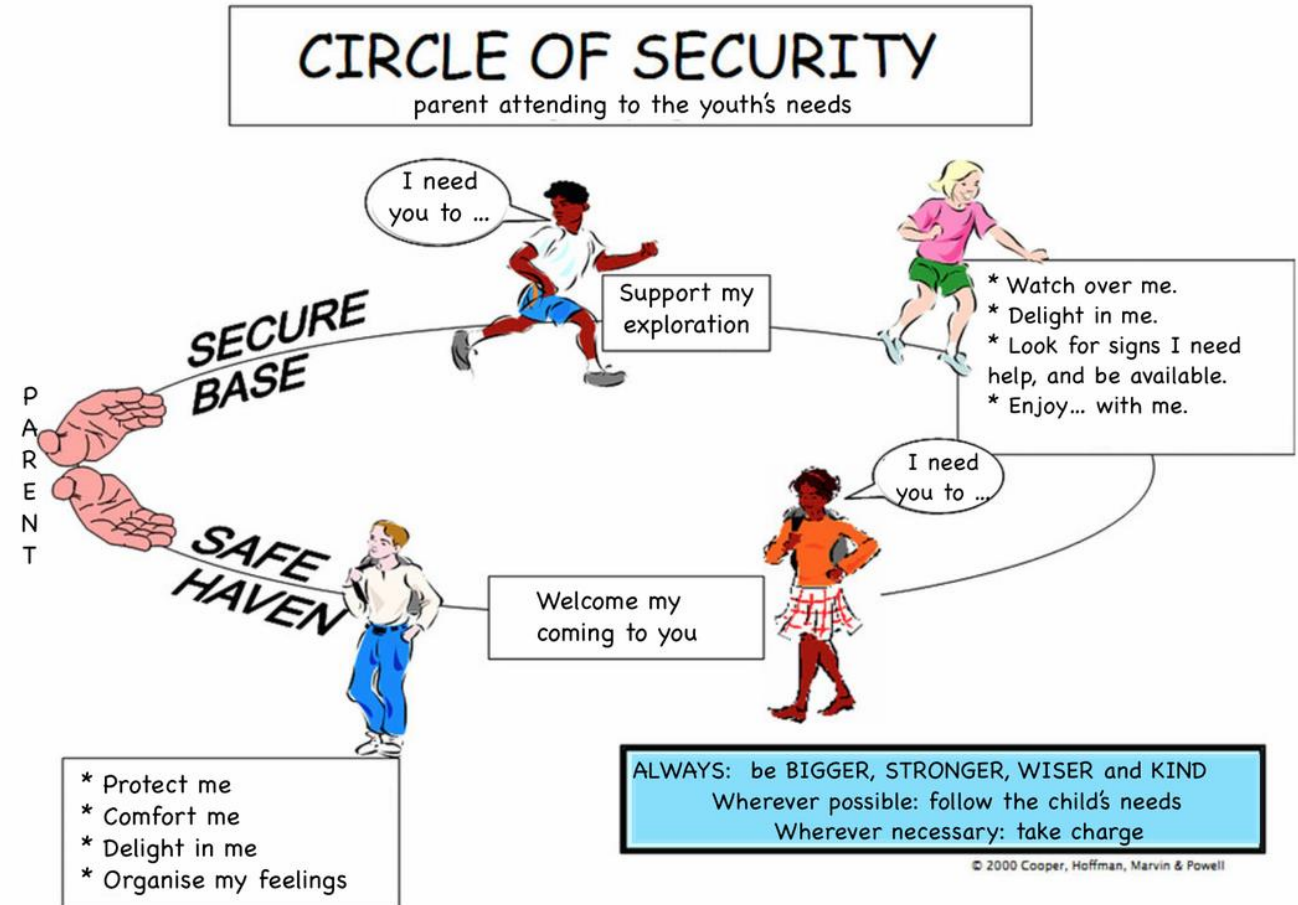 CIRCLE OF SECURITY
parent attending to the youth's needs
I need
you to ...
SECURE
BASE
Support my
exploration
* Watch over me.
* Delight in me.
* Look for signs I need
help, and be available.
* Enjoy... with me.
PARENT
I need
you to ...
SAFE
HAVEN
Welcome my
coming to you
* Protect me
* Comfort me
* Delight in me
* Organise my feelings
ALWAYS: be BIGGER, STRONGER, WISER and KIND
Wherever possible: follow the child's needs
Wherever necessary: take charge
© 2000 Cooper, Hoffman, Marvin & Powell